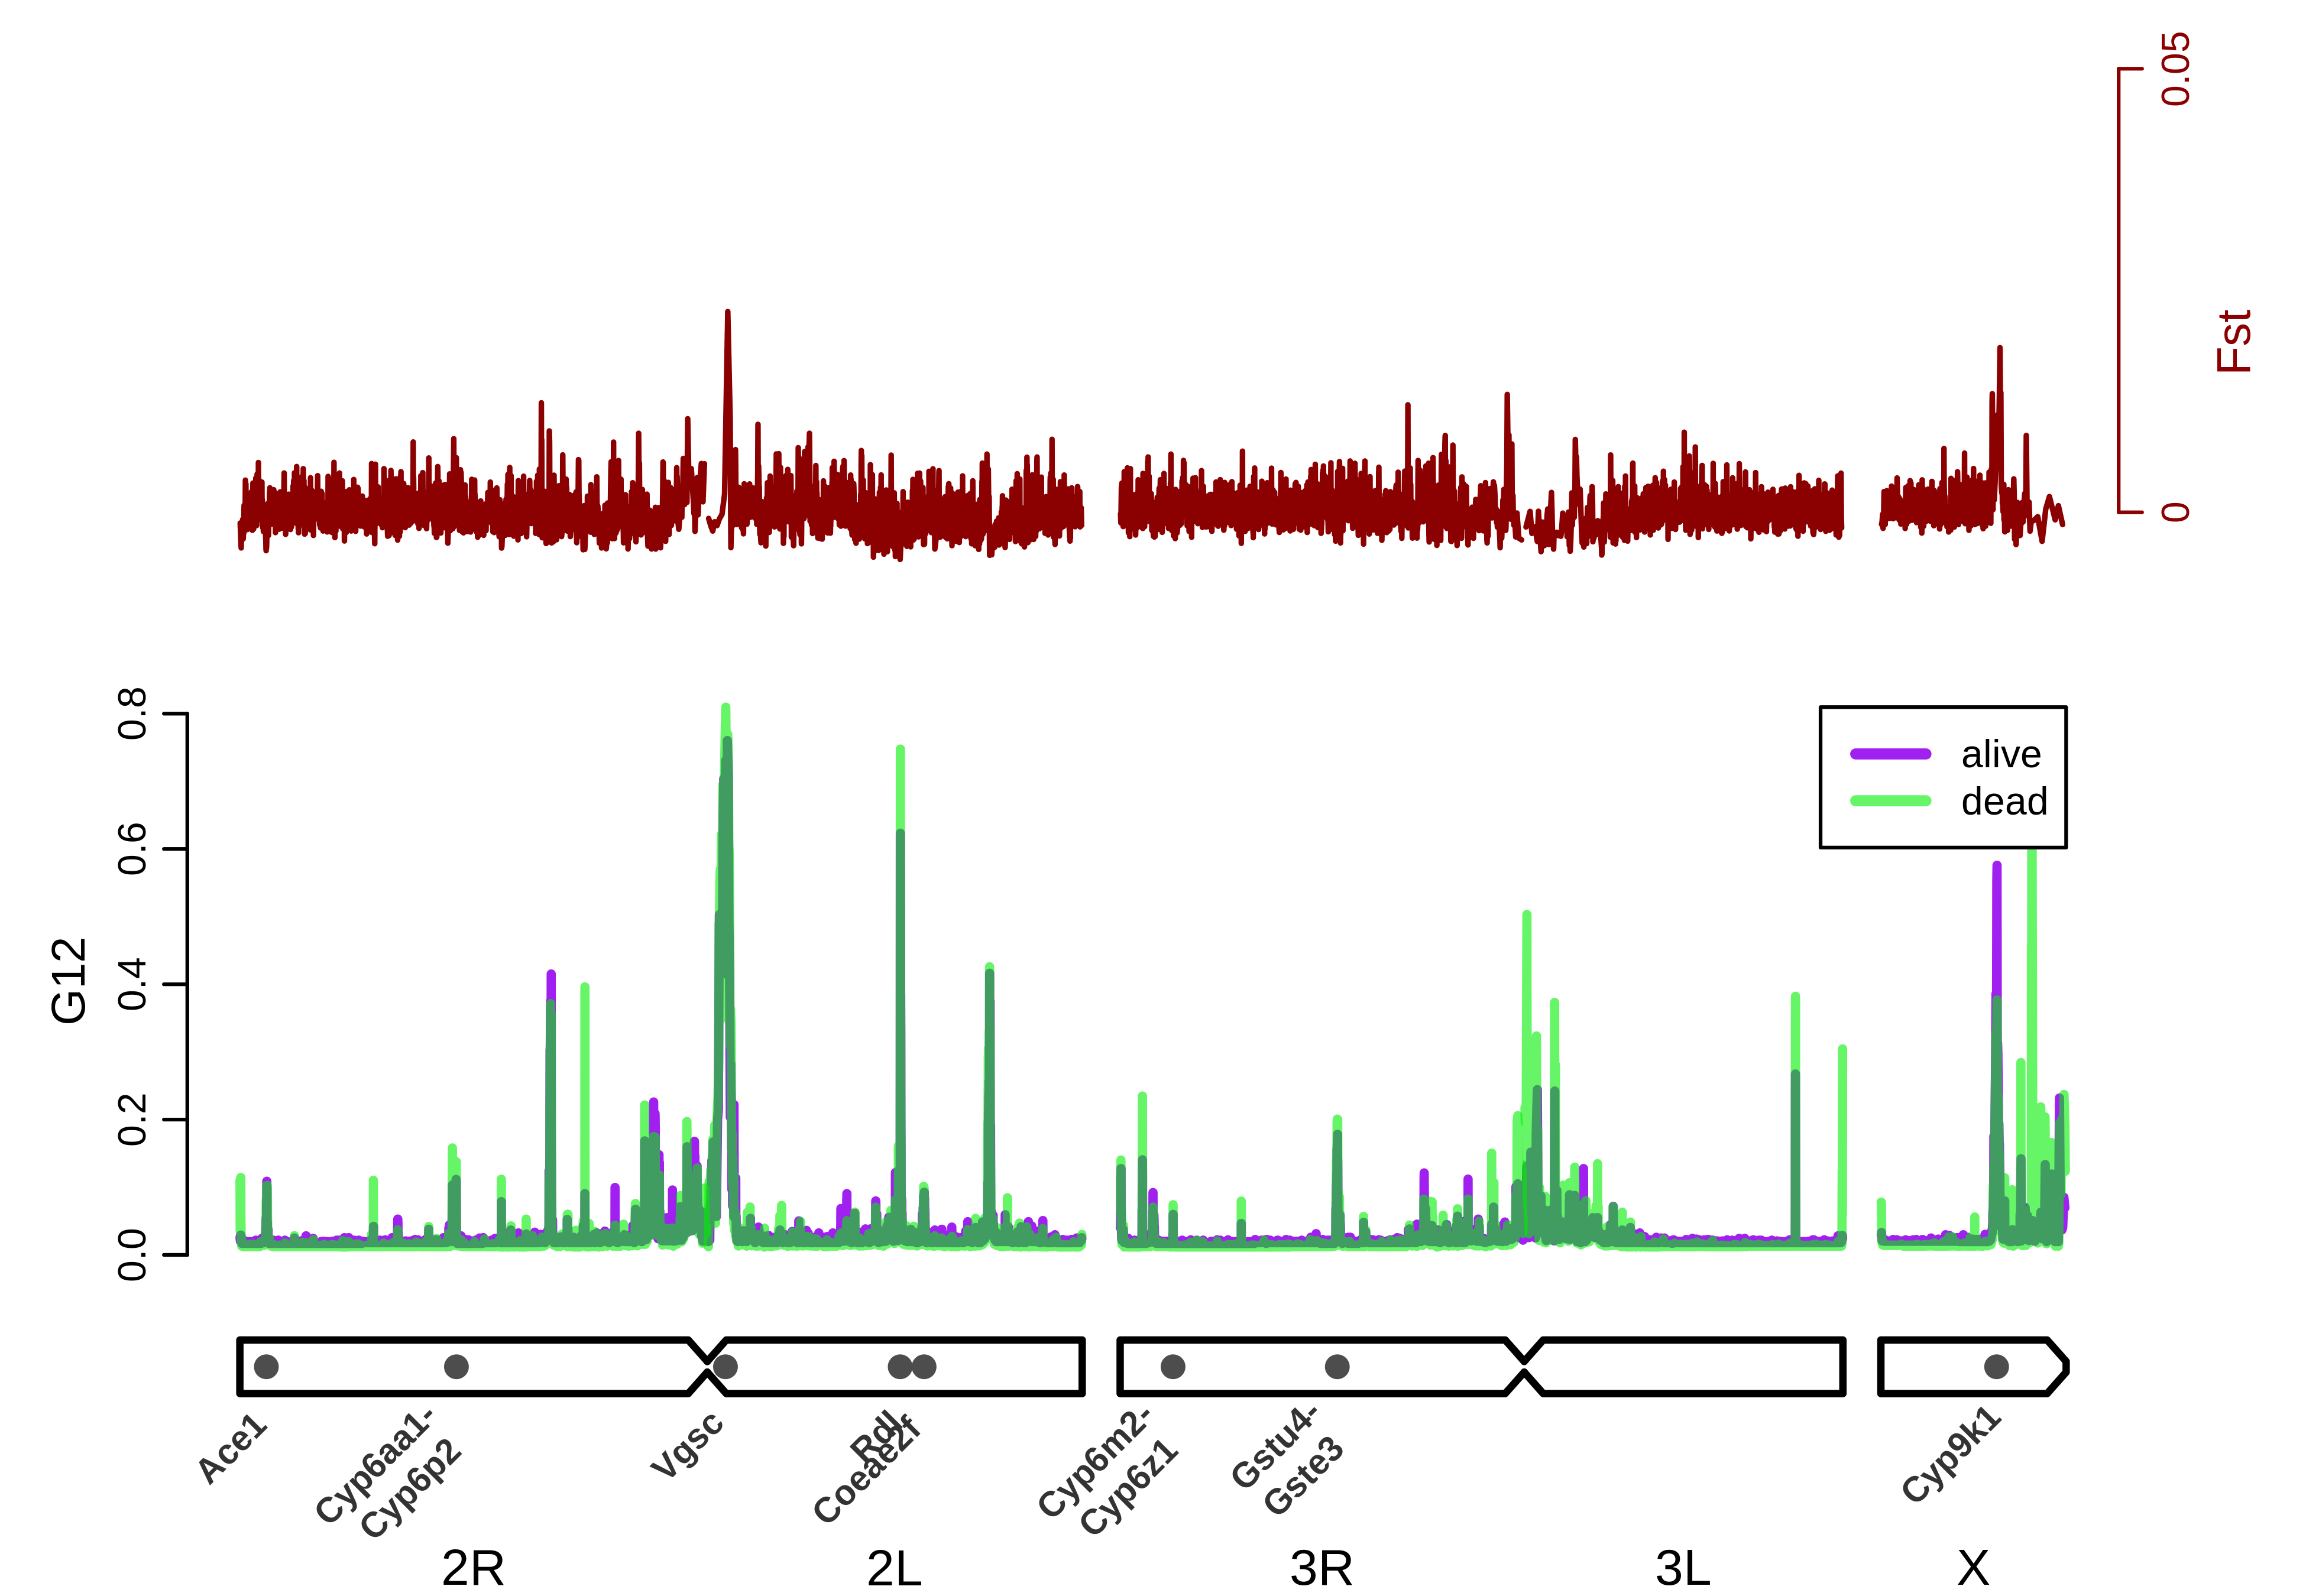 0.05
0
Fst
0.8
0.6
0.4
0.2
0.0
G12
alive
dead
Ace1
Cyp6aa1-
Cyp6p2
Vgsc
Rdl
Coeae2f
Cyp6m2-
Cyp6z1
Gstu4-
Gste3
Cyp9k1
2R
2L
3R
3L
X